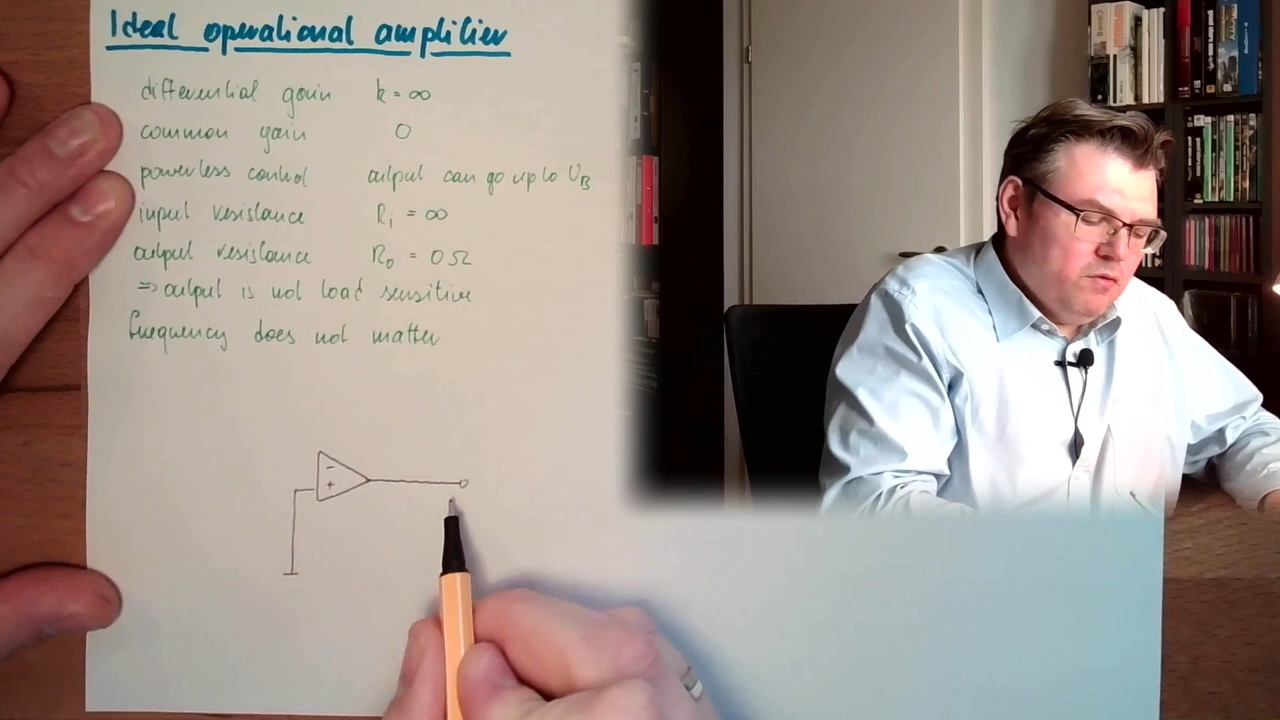 Ideal operational amplifier
differential gain k = ∞
common gain 0
powerless control output can go up to U_B
input resistance R_i = ∞
output resistance R_o = 0 Ω
⇒ output is not load sensitive
frequency does not matter
-
+